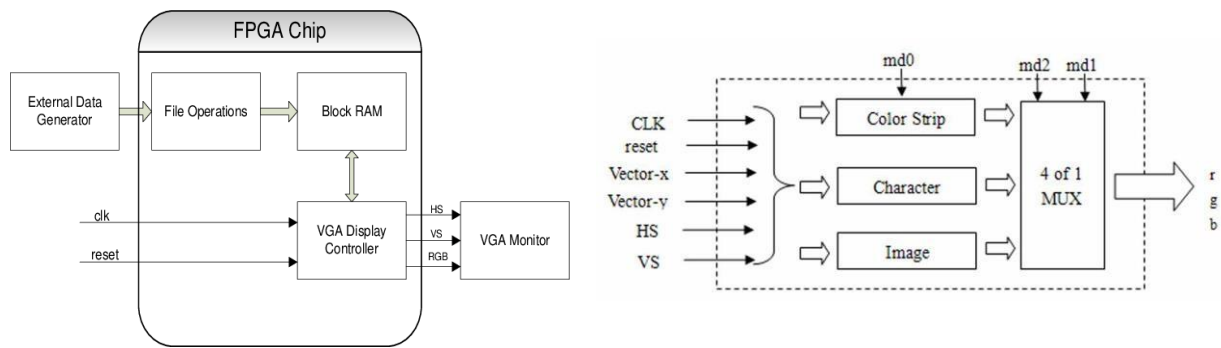 FPGA Chip
External Data
Generator
File Operations
Block RAM
clk
reset
VGA Display
Controller
HS
VS
RGB
VGA Monitor
md0
md2
md1
CLK
reset
Vector-x
Vector-y
HS
VS
Color Strip
Character
Image
4 of 1
MUX
r
g
b